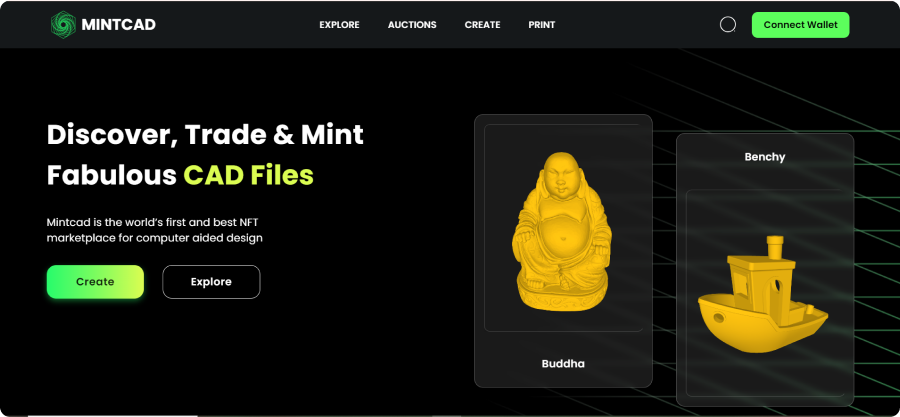 MINTCAD
EXPLORE
AUCTIONS
CREATE
PRINT
Connect Wallet
Discover, Trade & Mint
Fabulous CAD Files
Mintcad is the world's first and best NFT
marketplace for computer aided design
Create
Explore
Buddha
Benchy